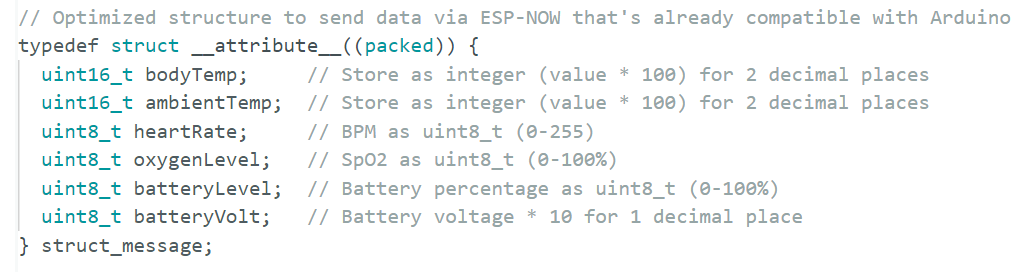 // Optimized structure to send data via ESP-NOW that's already compatible with Arduino
typedef struct __attribute__((packed)) {
  uint16_t bodyTemp;     // Store as integer (value * 100) for 2 decimal places
  uint16_t ambientTemp;  // Store as integer (value * 100) for 2 decimal places
  uint8_t heartRate;     // BPM as uint8_t (0-255)
  uint8_t oxygenLevel;   // SpO2 as uint8_t (0-100%)
  uint8_t batteryLevel;  // Battery percentage as uint8_t (0-100%)
  uint8_t batteryVolt;   // Battery voltage * 10 for 1 decimal place
} struct_message;